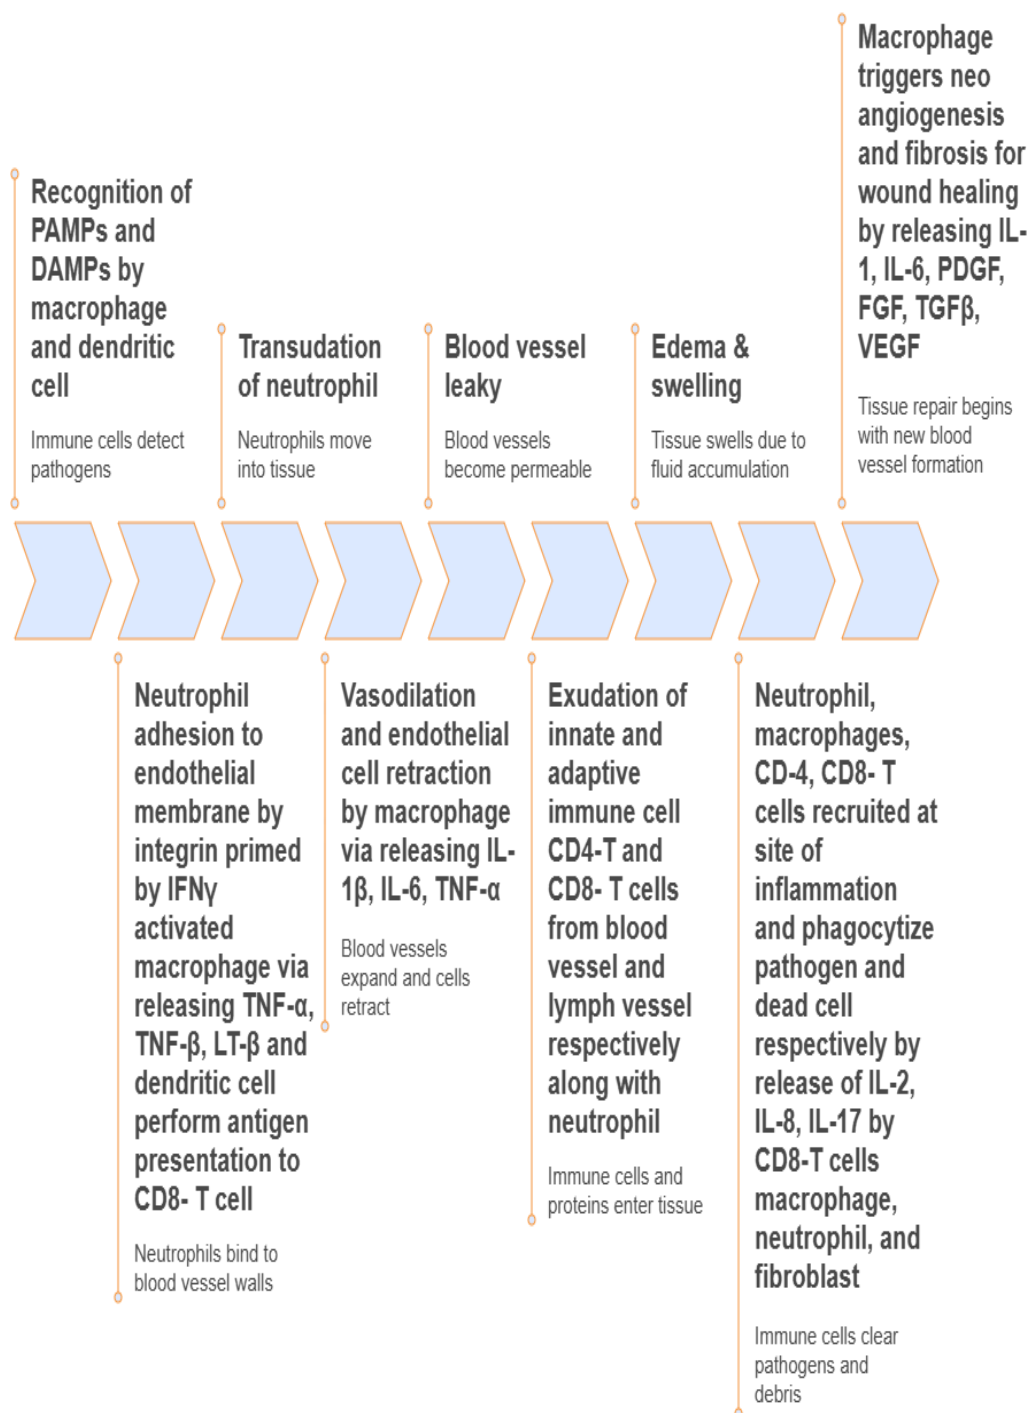 Recognition of
PAMPs and
DAMPs by
macrophage
and dendritic
cell
Immune cells detect
pathogens
Neutrophil
adhesion to
endothelial
membrane by
integrin primed
by IFNγ
activated
macrophage via
releasing TNF-α,
TNF-β, LT-β and
dendritic cell
perform antigen
presentation to
CD8- T cell
Neutrophils bind to
blood vessel walls
Transudation
of neutrophil
Neutrophils move
into tissue
Vasodilation
and endothelial
cell retraction
by macrophage
via releasing IL-
1β, IL-6, TNF-α
Blood vessels
expand and cells
retract
Blood vessel
leaky
Blood vessels
become permeable
Exudation of
innate and
adaptive
immune cell
CD4-T and
CD8- T cells
from blood
vessel and
lymph vessel
respectively
along with
neutrophil
Immune cells and
proteins enter tissue
Edema &
swelling
Tissue swells due to
fluid accumulation
Neutrophil,
macrophages,
CD-4, CD8- T
cells recruited at
site of
inflammation
and phagocytize
pathogen and
dead cell
respectively by
release of IL-2,
IL-8, IL-17 by
CD8-T cells
macrophage,
neutrophil, and
fibroblast
Immune cells clear
pathogens and
debris
Macrophage
triggers neo
angiogenesis
and fibrosis for
wound healing
by releasing IL-
1, IL-6, PDGF,
FGF, TGFβ,
VEGF
Tissue repair begins
with new blood
vessel formation